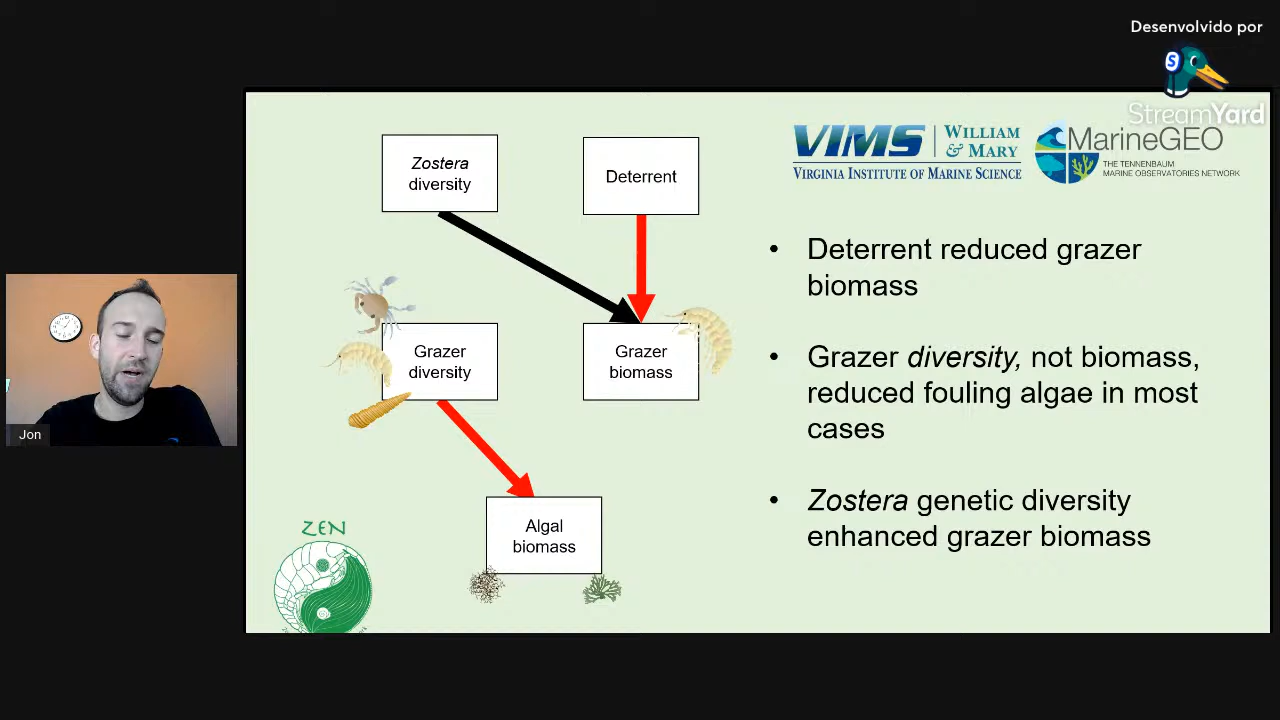 Desenvolvido por
S
StreamYard
VIMS | WILLIAM
& MARY
VIRGINIA INSTITUTE OF MARINE SCIENCE
MarineGEO
THE TENNENBAUM
MARINE OBSERVATORIES NETWORK
Zostera
diversity
Deterrent
Grazer
diversity
Grazer
biomass
Algal
biomass
• Deterrent reduced grazer
biomass
• Grazer diversity, not biomass,
reduced fouling algae in most
cases
• Zostera genetic diversity
enhanced grazer biomass
Jon
ZEN